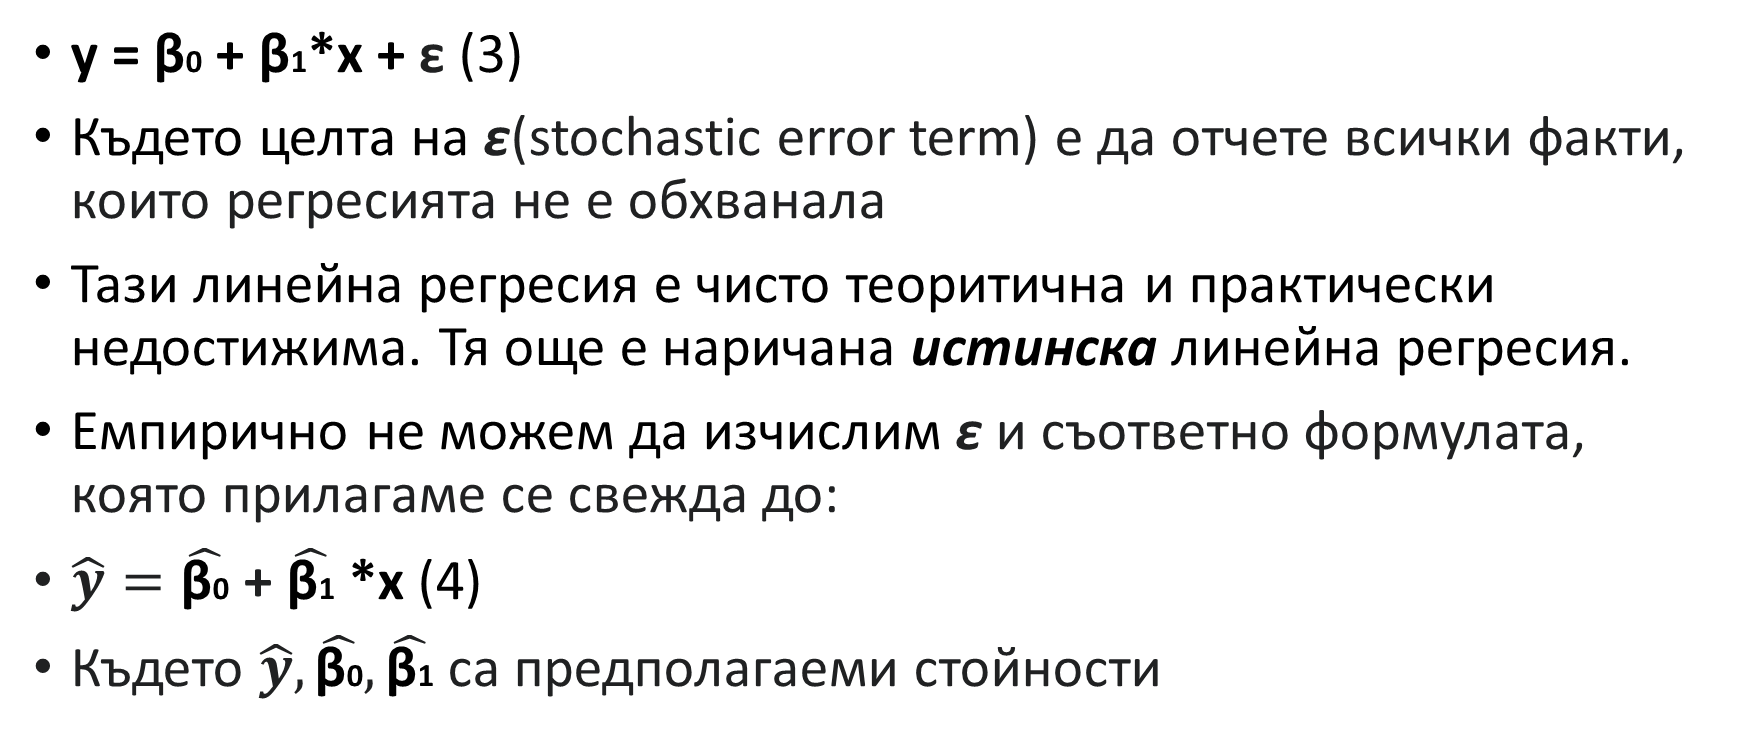 • y = β₀ + β₁*x + ε (3)
• Където целта на ε(stochastic error term) е да отчете всички факти,
които регресията не е обхванала
• Тази линейна регресия е чисто теоритична и практически
недостижима. Тя още е наричана истинска линейна регресия.
• Емпирично не можем да изчислим ε и съответно формулата,
която прилагаме се свежда до:
• ŷ = β̂₀ + β̂₁ *x (4)
• Където ŷ, β̂₀, β̂₁ са предполагаеми стойности